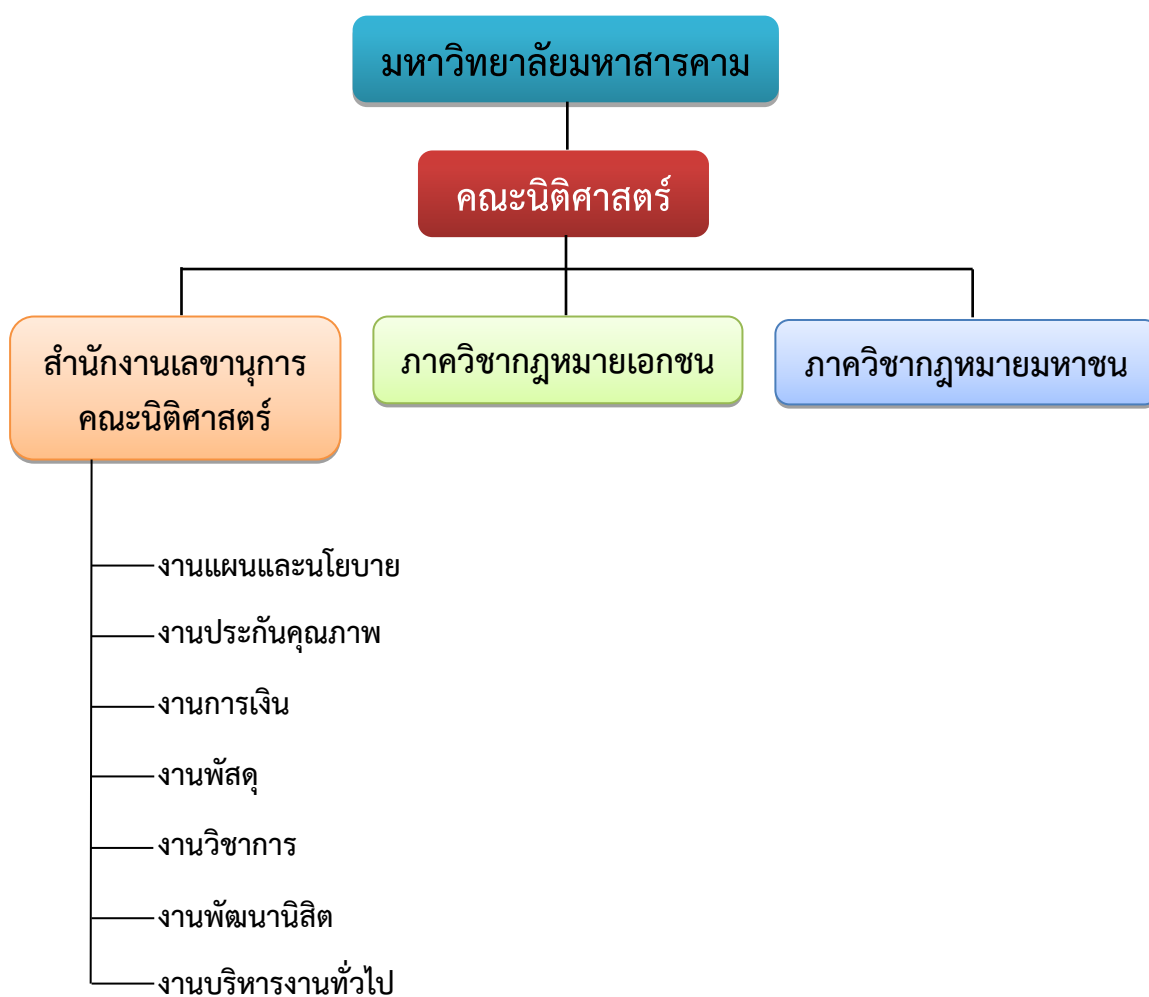 มหาวิทยาลัยมหาสารคาม
คณะนิติศาสตร์
สำนักงานเลขานุการ
คณะนิติศาสตร์
ภาควิชากฎหมายเอกชน
ภาควิชากฎหมายมหาชน
งานแผนและนโยบาย
งานประกันคุณภาพ
งานการเงิน
งานพัสดุ
งานวิชาการ
งานพัฒนานิสิต
งานบริหารงานทั่วไป